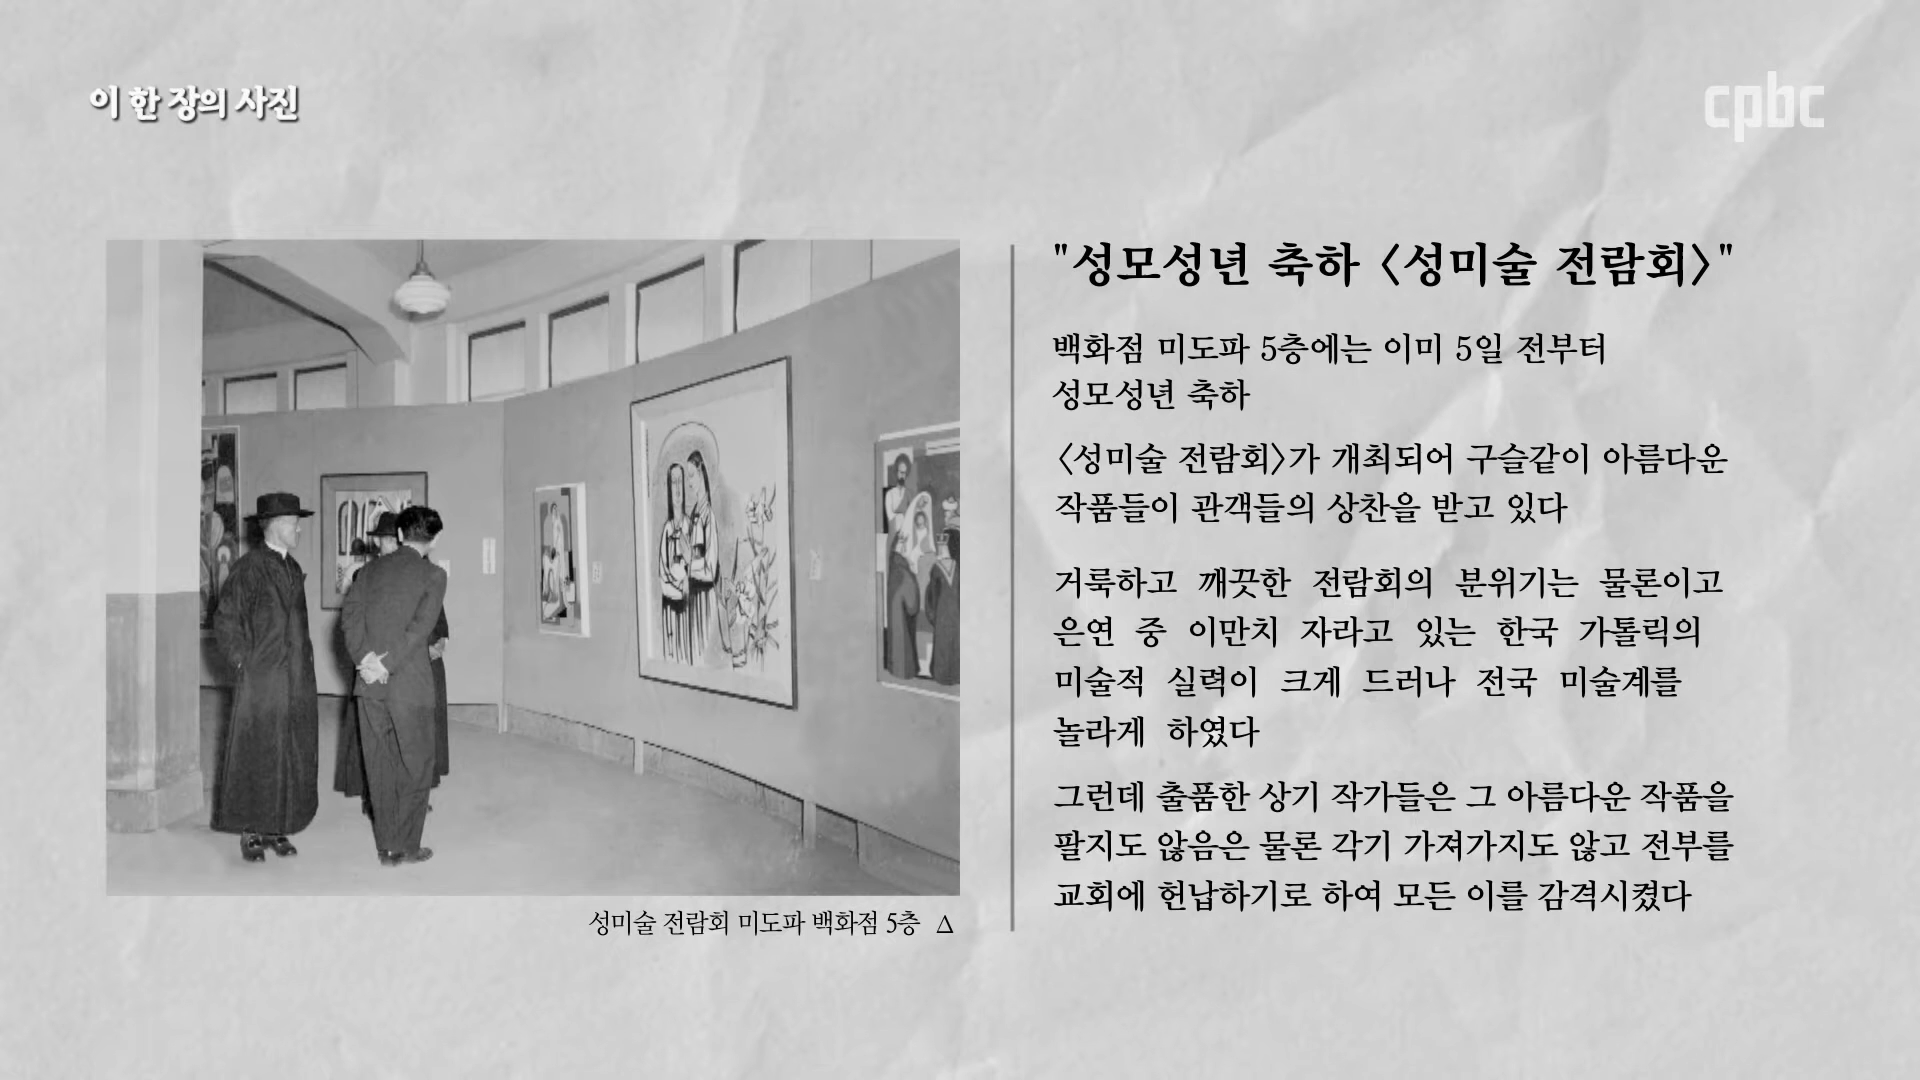 이 한 장의 사진
cpbc
"성모성년 축하 〈성미술 전람회〉"
백화점 미도파 5층에는 이미 5일 전부터
성모성년 축하
〈성미술 전람회〉가 개최되어 구슬같이 아름다운
작품들이 관객들의 상찬을 받고 있다
거룩하고 깨끗한 전람회의 분위기는 물론이고
은연 중 이만치 자라고 있는 한국 가톨릭의
미술적 실력이 크게 드러나 전국 미술계를
놀라게 하였다
그런데 출품한 상기 작가들은 그 아름다운 작품을
팔지도 않음은 물론 각기 가져가지도 않고 전부를
교회에 헌납하기로 하여 모든 이를 감격시켰다
성미술 전람회 미도파 백화점 5층 △